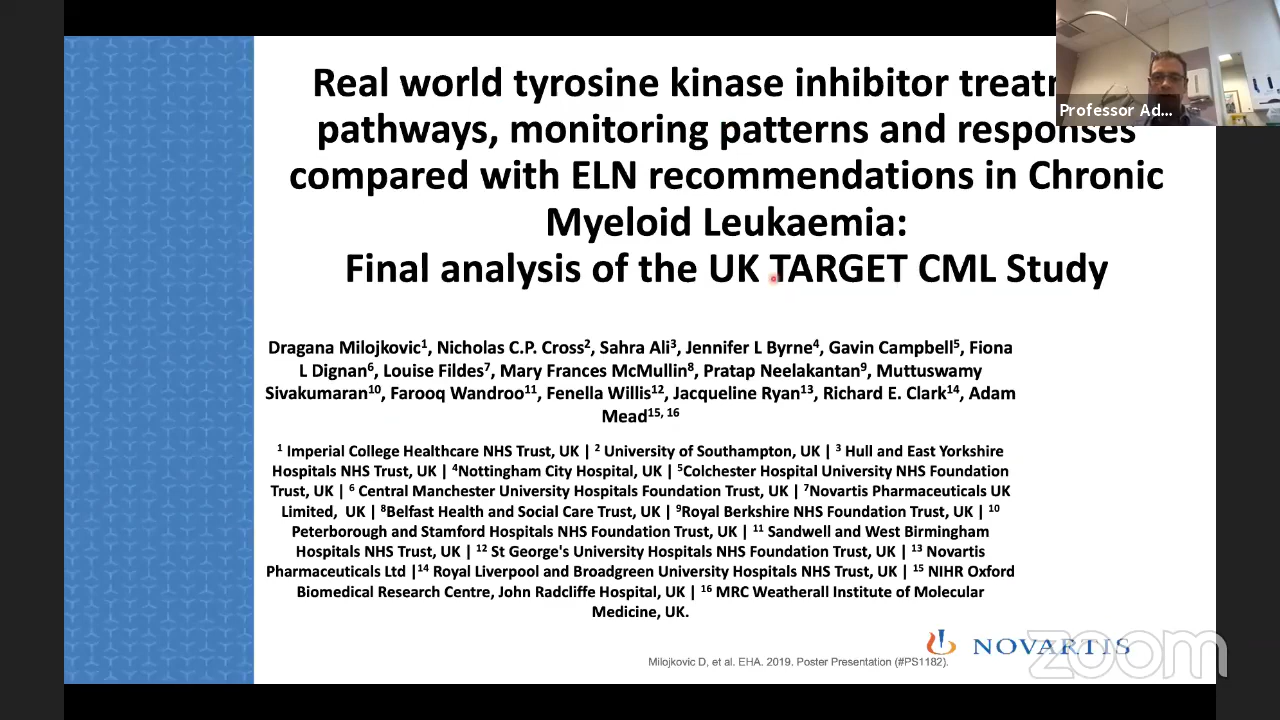 Real world tyrosine kinase inhibitor treatm
pathways, monitoring patterns and responses
compared with ELN recommendations in Chronic
Myeloid Leukaemia:
Final analysis of the UK TARGET CML Study
Professor Ad...
Dragana Milojkovic¹, Nicholas C.P. Cross², Sahra Ali³, Jennifer L Byrne⁴, Gavin Campbell⁵, Fiona
L Dignan⁶, Louise Fildes⁷, Mary Frances McMullin⁸, Pratap Neelakantan⁹, Muttuswamy
Sivakumaran¹⁰, Farooq Wandroo¹¹, Fenella Willis¹², Jacqueline Ryan¹³, Richard E. Clark¹⁴, Adam
Mead¹⁵, ¹⁶
¹ Imperial College Healthcare NHS Trust, UK | ² University of Southampton, UK | ³ Hull and East Yorkshire
Hospitals NHS Trust, UK | ⁴Nottingham City Hospital, UK | ⁵Colchester Hospital University NHS Foundation
Trust, UK | ⁶ Central Manchester University Hospitals Foundation Trust, UK | ⁷Novartis Pharmaceuticals UK
Limited, UK | ⁸Belfast Health and Social Care Trust, UK | ⁹Royal Berkshire NHS Foundation Trust, UK | ¹⁰
Peterborough and Stamford Hospitals NHS Foundation Trust, UK | ¹¹ Sandwell and West Birmingham
Hospitals NHS Trust, UK | ¹² St George's University Hospitals NHS Foundation Trust, UK | ¹³ Novartis
Pharmaceuticals Ltd |¹⁴ Royal Liverpool and Broadgreen University Hospitals NHS Trust, UK | ¹⁵ NIHR Oxford
Biomedical Research Centre, John Radcliffe Hospital, UK | ¹⁶ MRC Weatherall Institute of Molecular
Medicine, UK.
NOVARTIS
zoom
Milojkovic D, et al. EHA. 2019. Poster Presentation (#PS1182).